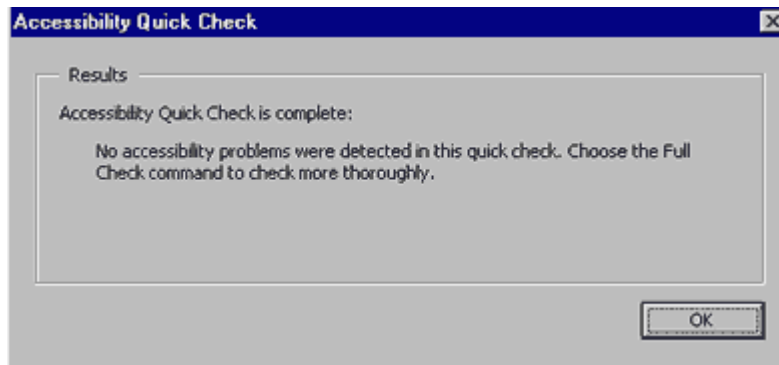 Accessibility Quick Check
Results
Accessibility Quick Check is complete:
No accessibility problems were detected in this quick check. Choose the Full
Check command to check more thoroughly.
OK